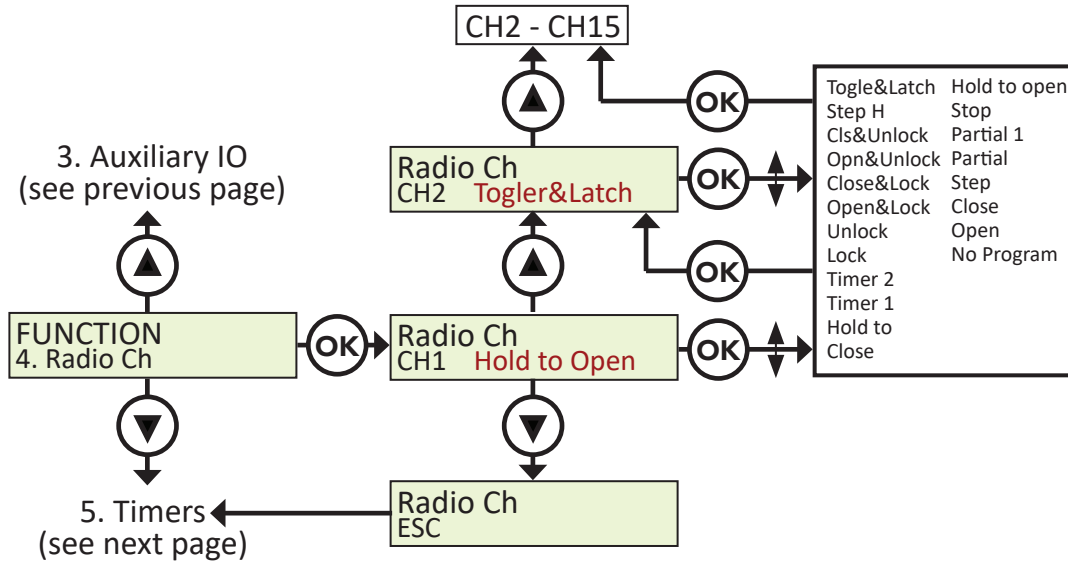 CH2 - CH15
OK
Togle&Latch
Step H
Cls&Unlock
Opn&Unlock
Close&Lock
Open&Lock
Unlock
Lock
Timer 2
Timer 1
Hold to
Close
Hold to open
Stop
Partial 1
Partial
Step
Close
Open
No Program
3. Auxiliary IO
(see previous page)
Radio Ch
CH2 Togler&Latch
OK
OK
FUNCTION
4. Radio Ch
OK
Radio Ch
CH1 Hold to Open
OK
5. Timers
(see next page)
Radio Ch
ESC